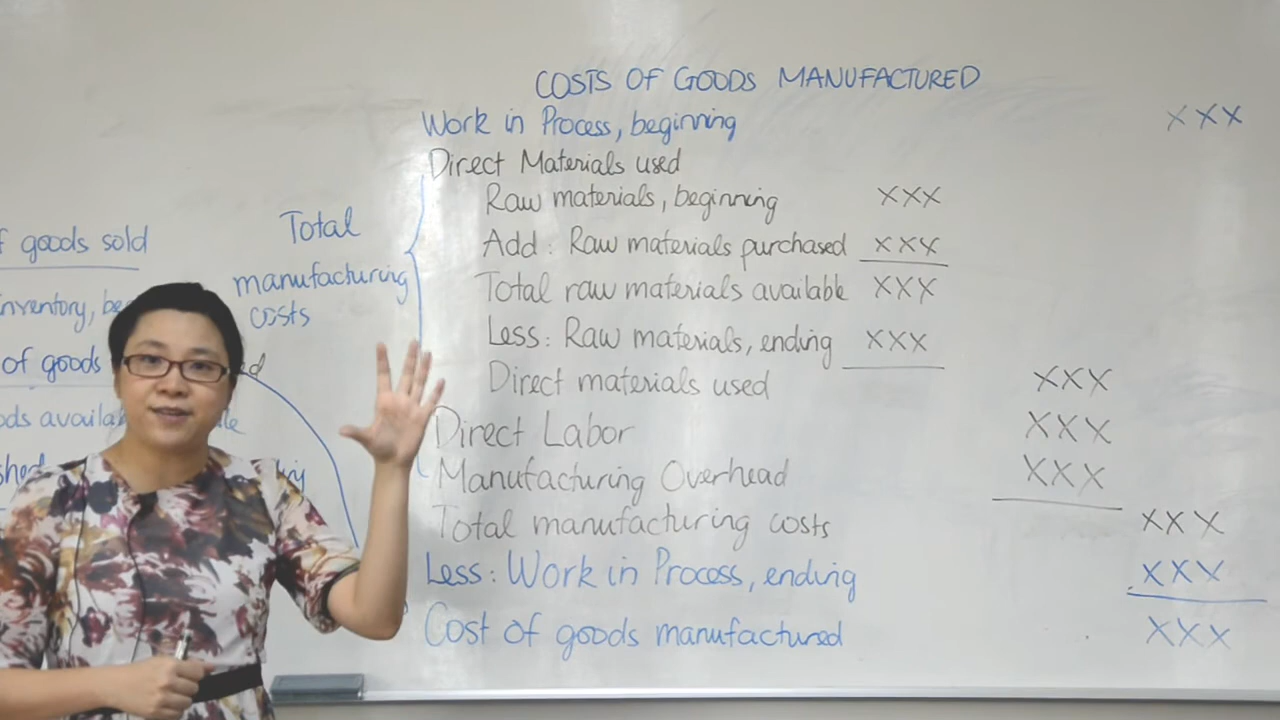 COSTS OF GOODS MANUFACTURED
Work in Process, beginning XXX
Direct Materials used
Raw materials, beginning XXX
Add: Raw materials purchased XXX
Total raw materials available XXX
Less: Raw materials, ending XXX
Direct materials used XXX
Direct Labor XXX
Manufacturing Overhead XXX
Total manufacturing costs XXX
Less: Work in Process, ending XXX
Cost of goods manufactured XXX
Total
manufacturing
costs
goods sold
inventory,
of goods